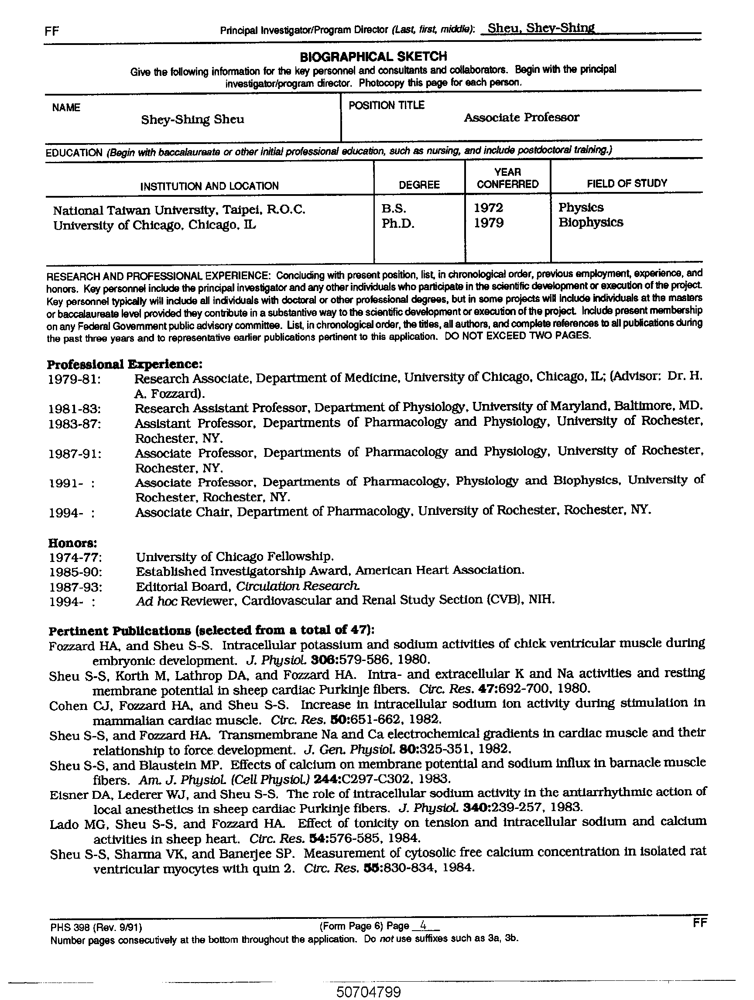 FF
Principal Investigator/Program Director (Last, first, middle): Sheu, Shey-Shing
BIOGRAPHICAL SKETCH
Give the following information for the key personnel and consultants and collaborators. Begin with the principal
investigator/program director. Photocopy this page for each person.
NAME
POSITION TITLE
Shey-Shing Sheu
Associate Professor
EDUCATION (Begin with baccalaureate or other initial professional education, such as nursing, and include postdoctoral training.)
INSTITUTION AND LOCATION
DEGREE
YEAR
CONFERRED
FIELD OF STUDY
National Taiwan University, Taipei, R.O.C. B.S. 1972 Physics
University of Chicago, Chicago, IL Ph.D. 1979 Biophysics
RESEARCH AND PROFESSIONAL EXPERIENCE: Concluding with present position, list, in chronological order, previous employment, experience, and
honors. Key personnel include the principal investigator and any other individuals who participate in the scientific development or execution of the project.
Key personnel typically will include all individuals with doctoral or other professional degrees, but in some projects will include individuals at the masters
or baccalaureate level provided they contribute in a substantive way to the scientific development or execution of the project. Include present membership
on any Federal Government public advisory committee. List, in chronological order, the titles, all authors, and complete references to all publications during
the past three years and to representative earlier publications pertinent to this application. DO NOT EXCEED TWO PAGES.
Professional Experience:
1979-81: Research Associate, Department of Medicine, University of Chicago, Chicago, IL; (Advisor: Dr. H.
A. Fozzard).
1981-83: Research Assistant Professor, Department of Physiology, University of Maryland, Baltimore, MD.
1983-87: Assistant Professor, Departments of Pharmacology and Physiology, University of Rochester,
Rochester, NY.
1987-91: Associate Professor, Departments of Pharmacology and Physiology, University of Rochester,
Rochester, NY.
1991- : Associate Professor, Departments of Pharmacology, Physiology and Biophysics, University of
Rochester, Rochester, NY.
1994- : Associate Chair, Department of Pharmacology, University of Rochester, Rochester, NY.
Honors:
1974-77: University of Chicago Fellowship.
1985-90: Established Investigatorship Award, American Heart Association.
1987-93: Editorial Board, Circulation Research.
1994- : Ad hoc Reviewer, Cardiovascular and Renal Study Section (CVB), NIH.
Pertinent Publications (selected from a total of 47):
Fozzard HA, and Sheu S-S. Intracellular potassium and sodium activities of chick ventricular muscle during
embryonic development. J. Physiol. 306:579-586, 1980.
Sheu S-S, Korth M, Lathrop DA, and Fozzard HA. Intra- and extracellular K and Na activities and resting
membrane potential in sheep cardiac Purkinje fibers. Circ. Res. 47:692-700, 1980.
Cohen CJ, Fozzard HA, and Sheu S-S. Increase in intracellular sodium ion activity during stimulation in
mammalian cardiac muscle. Circ. Res. 50:651-662, 1982.
Sheu S-S, and Fozzard HA. Transmembrane Na and Ca electrochemical gradients in cardiac muscle and their
relationship to force development. J. Gen. Physiol. 80:325-351, 1982.
Sheu S-S, and Blaustein MP. Effects of calcium on membrane potential and sodium influx in barnacle muscle
fibers. Am. J. Physiol. (Cell Physiol.) 244:C297-C302, 1983.
Eisner DA, Lederer WJ, and Sheu S-S. The role of intracellular sodium activity in the antiarrhythmic action of
local anesthetics in sheep cardiac Purkinje fibers. J. Physiol. 340:239-257, 1983.
Lado MG, Sheu S-S, and Fozzard HA. Effect of tonicity on tension and intracellular sodium and calcium
activities in sheep heart. Circ. Res. 54:576-585, 1984.
Sheu S-S, Sharma VK, and Banerjee SP. Measurement of cytosolic free calcium concentration in isolated rat
ventricular myocytes with quin 2. Circ. Res. 55:830-834, 1984.
PHS 398 (Rev. 9/91) (Form Page 6) Page 4 FF
Number pages consecutively at the bottom throughout the application. Do not use suffixes such as 3a, 3b.
50704799